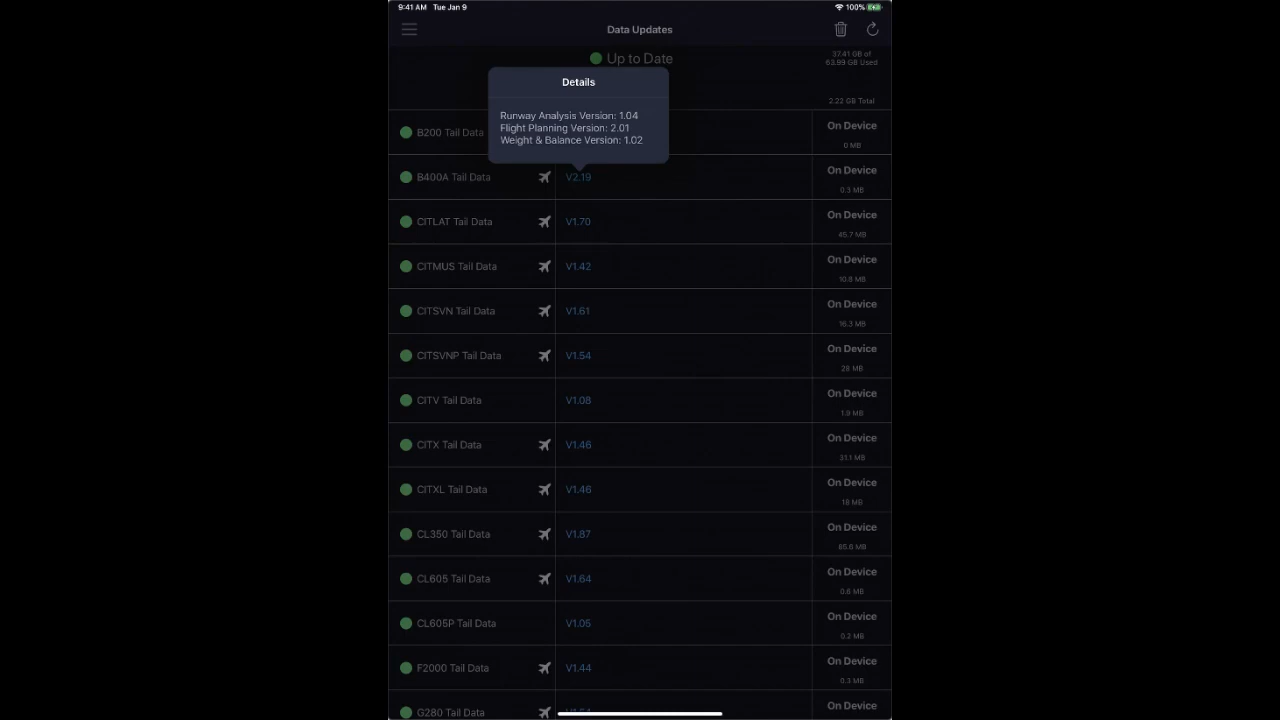 9:41 AM Tue Jan 9
100%
Data Updates
Up to Date
37.41 GB of
63.99 GB Used
2.22 GB Total
Details
Runway Analysis Version: 1.04
Flight Planning Version: 2.01
Weight & Balance Version: 1.02
B200 Tail Data
On Device
0 MB
B400A Tail Data
V2.19
On Device
0.3 MB
CITLAT Tail Data
V1.70
On Device
45.7 MB
CITMUS Tail Data
V1.42
On Device
10.8 MB
CITSVN Tail Data
V1.61
On Device
16.3 MB
CITSVNP Tail Data
V1.54
On Device
28 MB
CITV Tail Data
V1.08
On Device
1.9 MB
CITX Tail Data
V1.46
On Device
31.1 MB
CITXL Tail Data
V1.46
On Device
18 MB
CL350 Tail Data
V1.87
On Device
65.6 MB
CL605 Tail Data
V1.64
On Device
0.6 MB
CL605P Tail Data
V1.05
On Device
0.2 MB
F2000 Tail Data
V1.44
On Device
0.3 MB
G280 Tail Data
On Device